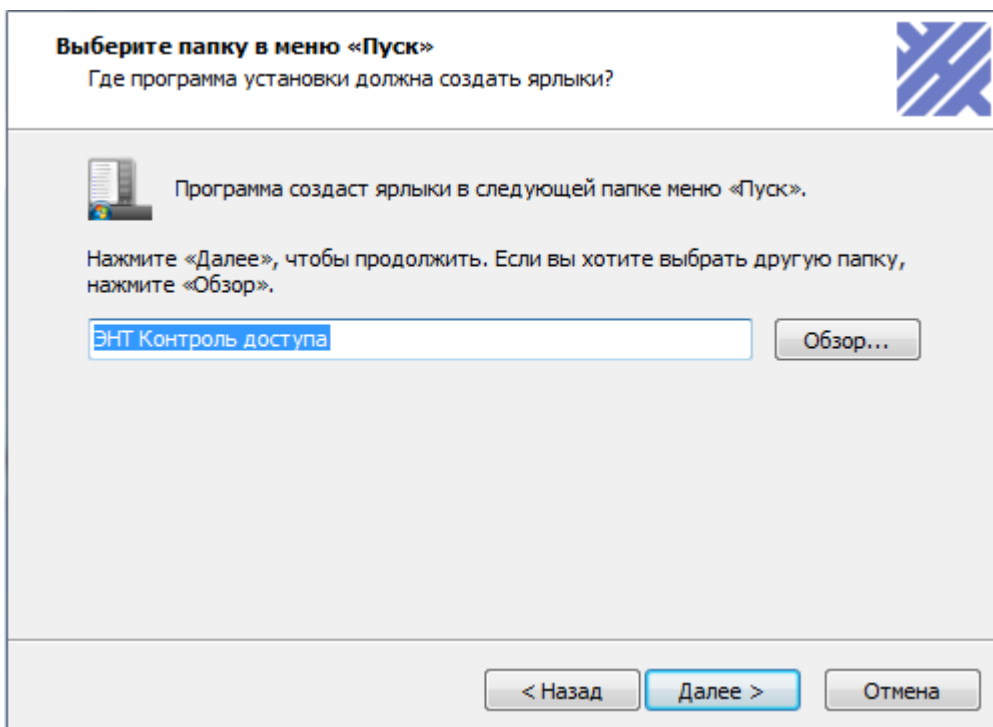 Выберите папку в меню «Пуск»
Где программа установки должна создать ярлыки?
Программа создаст ярлыки в следующей папке меню «Пуск».
Нажмите «Далее», чтобы продолжить. Если вы хотите выбрать другую папку,
нажмите «Обзор».
ЭНТ Контроль доступа
Обзор...
< Назад
Далее >
Отмена